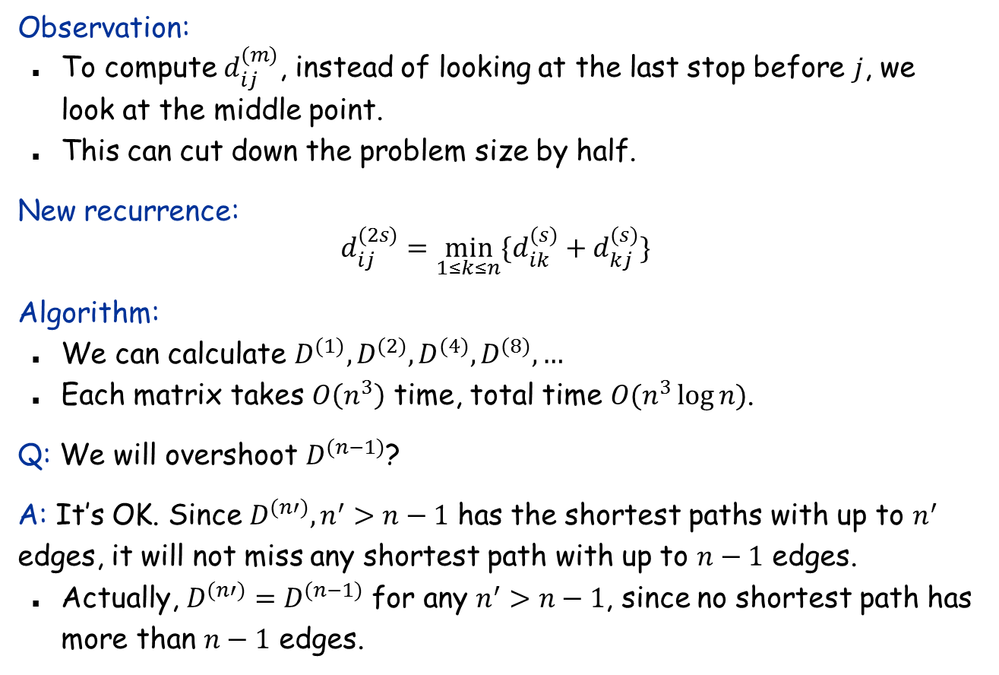 Observation:
▪ To compute $d_{ij}^{(m)}$, instead of looking at the last stop before $j$, we
look at the middle point.
▪ This can cut down the problem size by half.
New recurrence:
$d_{ij}^{(2s)} = \min_{1 \le k \le n} \{d_{ik}^{(s)} + d_{kj}^{(s)}\}$
Algorithm:
▪ We can calculate $D^{(1)}, D^{(2)}, D^{(4)}, D^{(8)}, \ldots$
▪ Each matrix takes $O(n^3)$ time, total time $O(n^3 \log n)$.
Q: We will overshoot $D^{(n-1)}$?
A: It's OK. Since $D^{(n')}, n' > n - 1$ has the shortest paths with up to $n'$
edges, it will not miss any shortest path with up to $n - 1$ edges.
▪ Actually, $D^{(n')} = D^{(n-1)}$ for any $n' > n - 1$, since no shortest path has
more than $n - 1$ edges.